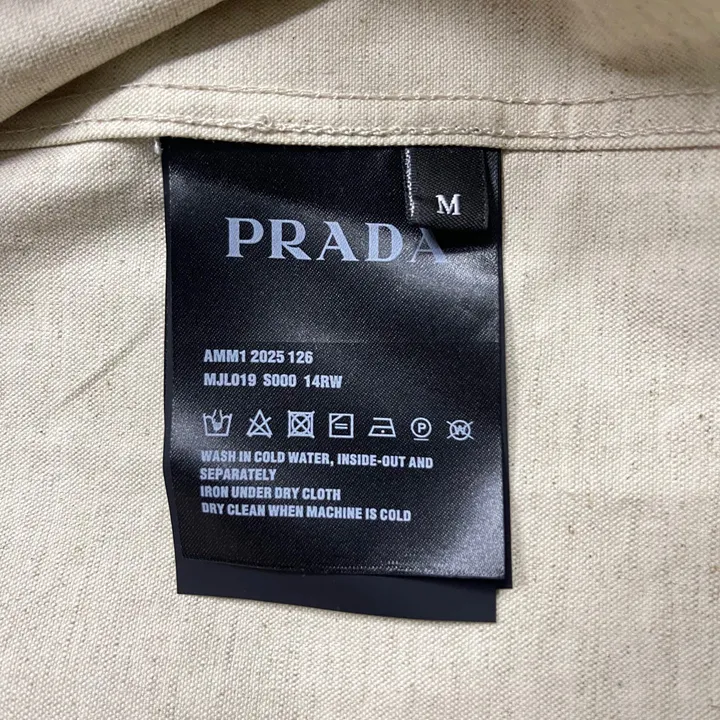 M
PRADA
AMM1 2025 126
MJL019 S000 14RW
P W
WASH IN COLD WATER, INSIDE-OUT AND
SEPARATELY
IRON UNDER DRY CLOTH
DRY CLEAN WHEN MACHINE IS COLD